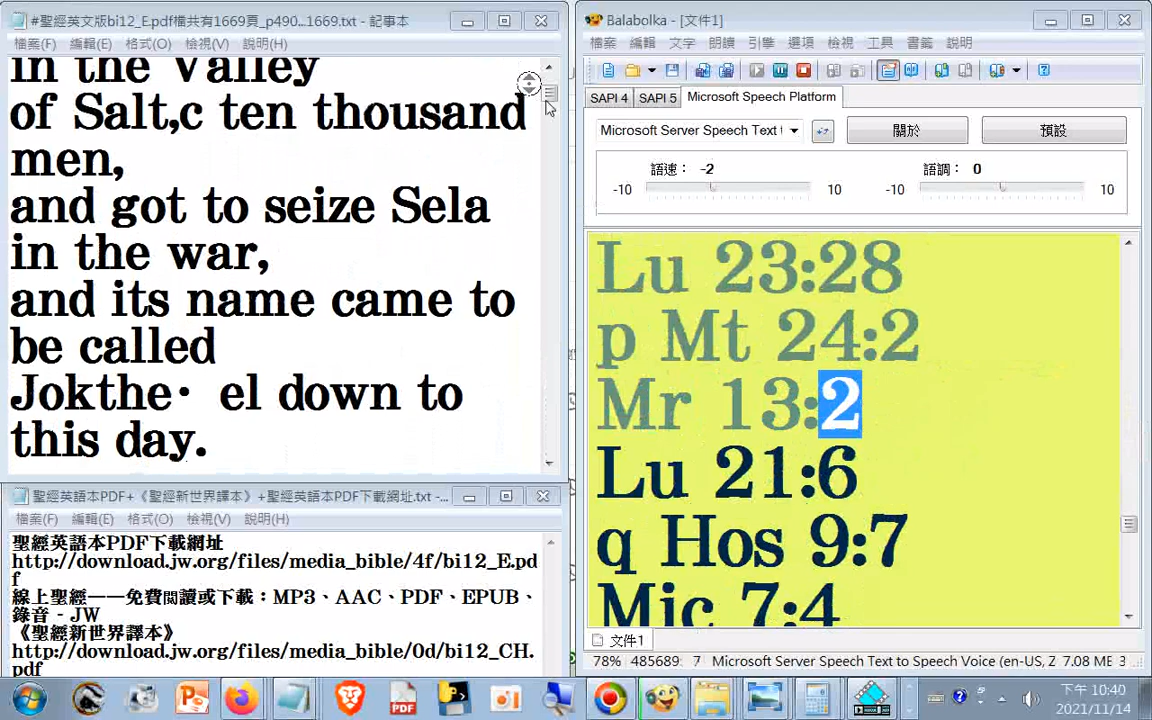 #聖經英文版bi12_E.pdf檔共有1669頁_p490...1669.txt - 記事本
檔案(F) 編輯(E) 格式(O) 檢視(V) 說明(H)
in the Valley
of Salt,c ten thousand
men,
and got to seize Sela
in the war,
and its name came to
be called
Jokthe· el down to
this day.
聖經英語本PDF+《聖經新世界譯本》+聖經英語本PDF下載網址.txt -...
檔案(F) 編輯(E) 格式(O) 檢視(V) 說明(H)
聖經英語本PDF下載網址
http://download.jw.org/files/media_bible/4f/bi12_E.pd
f
線上聖經——免費閱讀或下載：MP3、AAC、PDF、EPUB、
錄音 - JW
《聖經新世界譯本》
http://download.jw.org/files/media_bible/0d/bi12_CH.
pdf
Balabolka - [文件1]
檔案 編輯 文字 朗讀 引擎 選項 檢視 工具 書籤 說明
SAPI 4 SAPI 5 Microsoft Speech Platform
Microsoft Server Speech Text t 關於 預設
語速： -2 語調： 0
-10 10 -10 10
Lu 23:28
p Mt 24:2
Mr 13:2
Lu 21:6
q Hos 9:7
Mic 7:4
文件1
78% 485689: 7 Microsoft Server Speech Text to Speech Voice (en-US, Z 7.08 MB 3
下午 10:40
2021/11/14